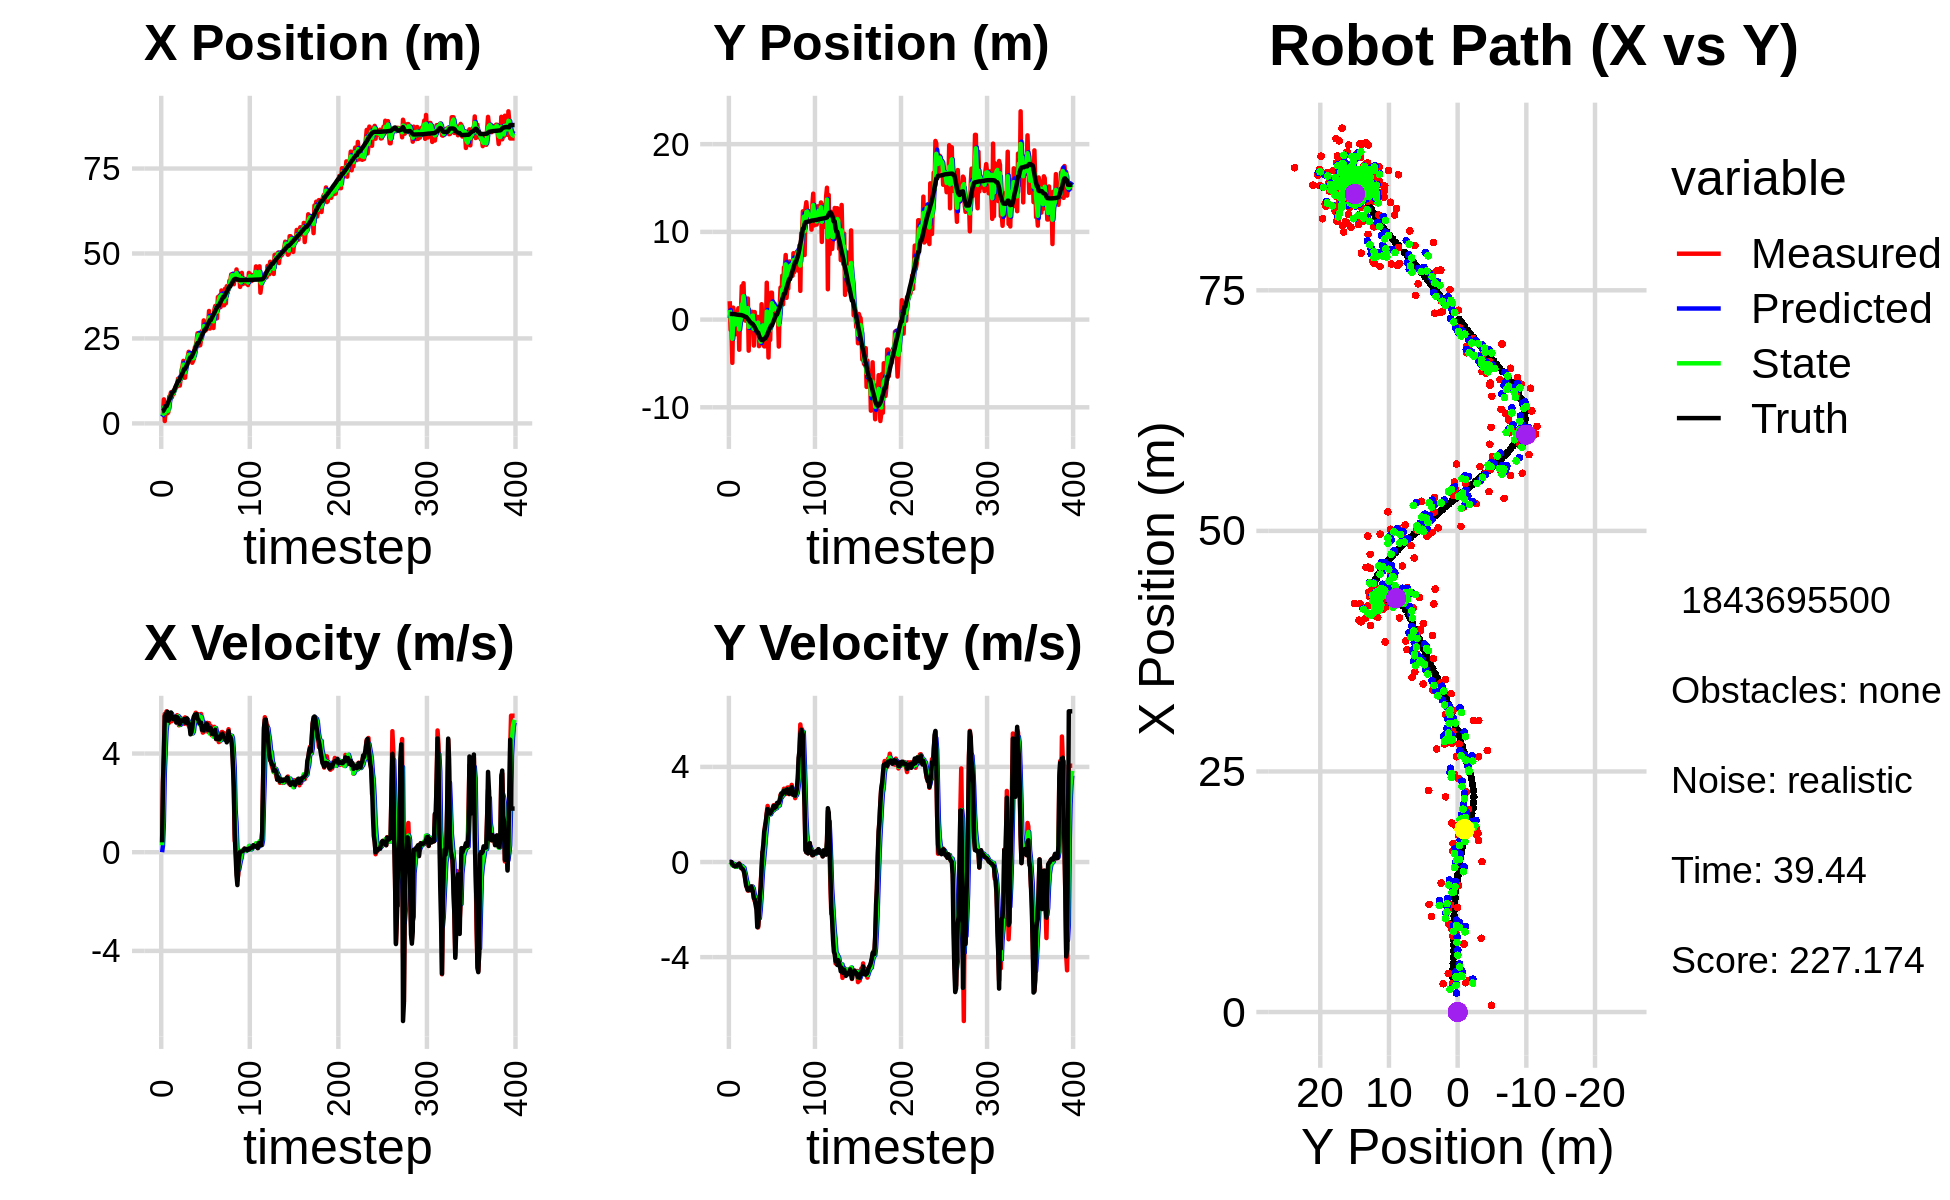 X Position (m)
75
50
25
0
0
100
200
300
400
timestep
Y Position (m)
20
10
0
-10
0
100
200
300
400
timestep
X Velocity (m/s)
4
0
-4
0
100
200
300
400
timestep
Y Velocity (m/s)
4
0
-4
0
100
200
300
400
timestep
Robot Path (X vs Y)
X Position (m)
75
50
25
0
20 10 0 -10 -20
Y Position (m)
variable
Measured
Predicted
State
Truth
1843695500
Obstacles: none
Noise: realistic
Time: 39.44
Score: 227.174